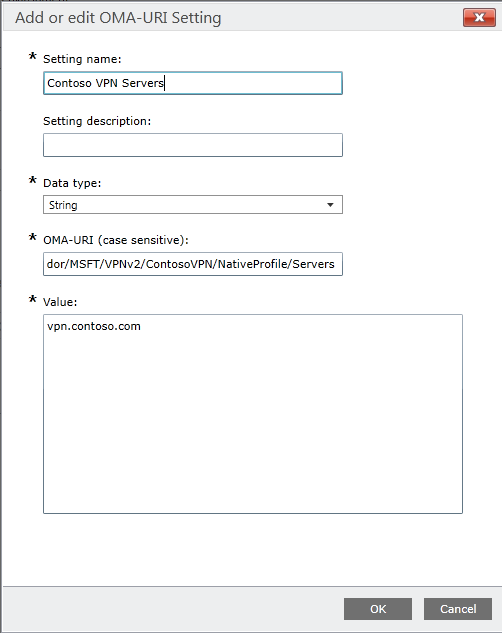 Add or edit OMA-URI Setting
* Setting name:
Contoso VPN Servers
Setting description:
* Data type:
String
* OMA-URI (case sensitive):
dor/MSFT/VPNv2/ContosoVPN/NativeProfile/Servers
* Value:
vpn.contoso.com
OK Cancel